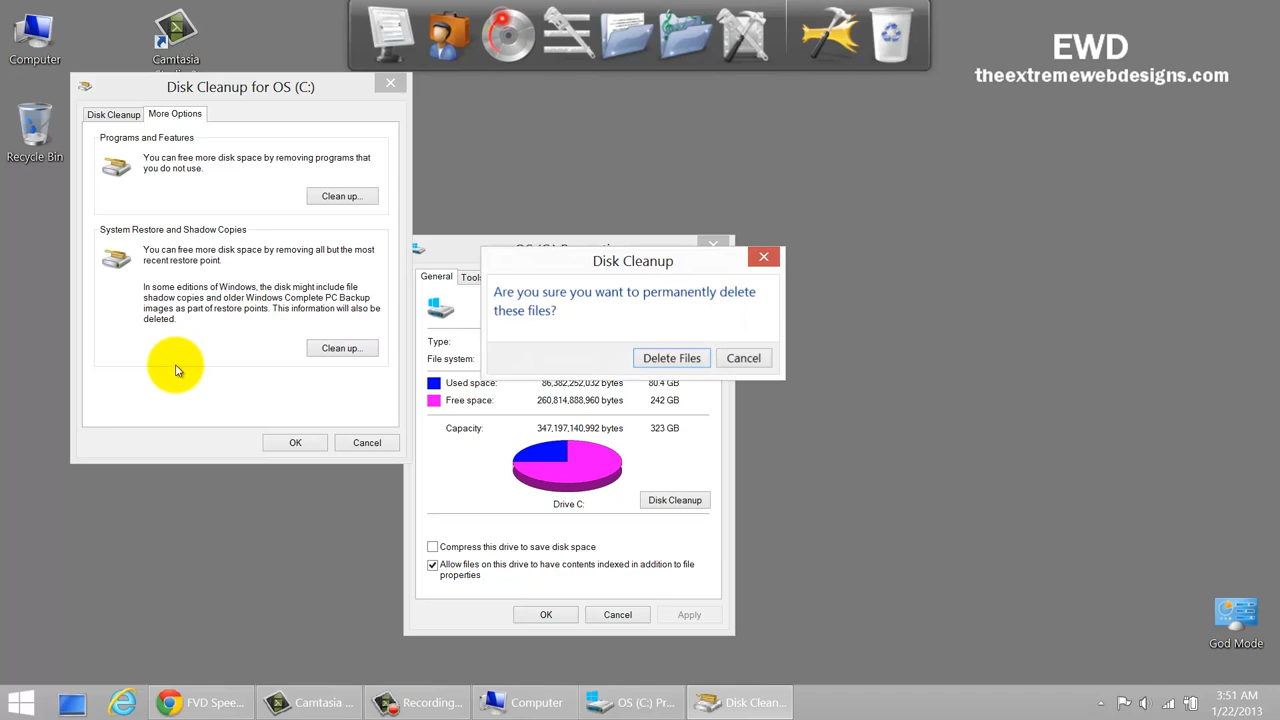 Computer
Camtasia
Recycle Bin
EWD
theextremewebdesigns.com
Disk Cleanup for OS (C:)
Disk Cleanup
More Options
Programs and Features
You can free more disk space by removing programs that
you do not use.
Clean up...
System Restore and Shadow Copies
You can free more disk space by removing all but the most
recent restore point.
In some editions of Windows, the disk might include file
shadow copies and older Windows Complete PC Backup
images as part of restore points. This information will also be
deleted.
Clean up...
OK
Cancel
General
Tools
Disk Cleanup
Are you sure you want to permanently delete
these files?
Delete Files
Cancel
Type:
File system:
Used space: 86,382,252,032 bytes 80.4 GB
Free space: 260,814,888,960 bytes 242 GB
Capacity: 347,197,140,992 bytes 323 GB
Drive C:
Disk Cleanup
Compress this drive to save disk space
Allow files on this drive to have contents indexed in addition to file
properties
OK
Cancel
Apply
God Mode
FVD Spee...
Camtasia ...
Recording...
Computer
OS (C:) Pr...
Disk Clean...
3:51 AM
1/22/2013